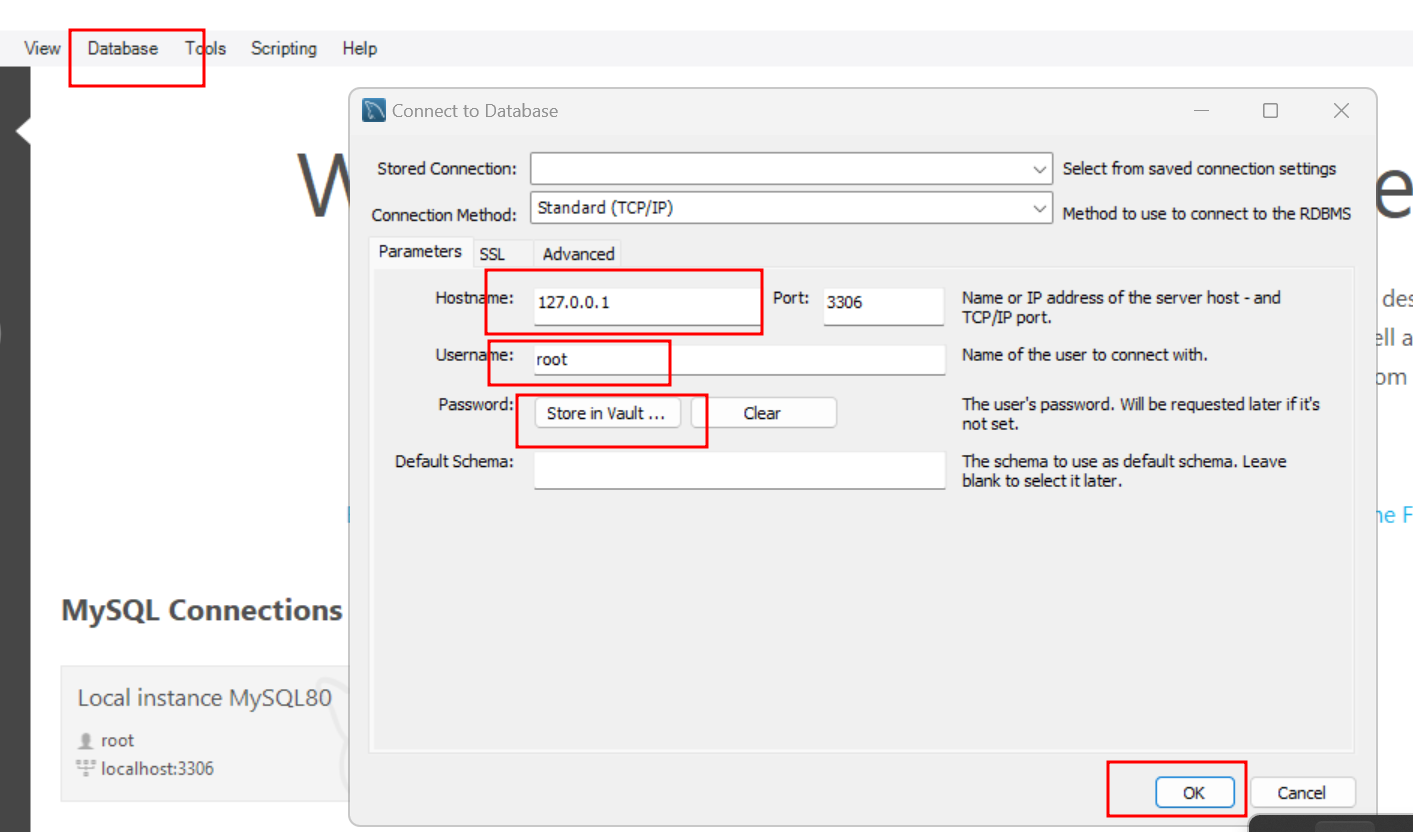 View Database Tools Scripting Help
Connect to Database
Stored Connection: Select from saved connection settings
Connection Method: Standard (TCP/IP) Method to use to connect to the RDBMS
Parameters SSL Advanced
Hostname: 127.0.0.1 Port: 3306 Name or IP address of the server host - and
TCP/IP port.
Username: root Name of the user to connect with.
Password: Store in Vault ... Clear The user's password. Will be requested later if it's
not set.
Default Schema: The schema to use as default schema. Leave
blank to select it later.
MySQL Connections
Local instance MySQL80
root
localhost:3306
OK Cancel